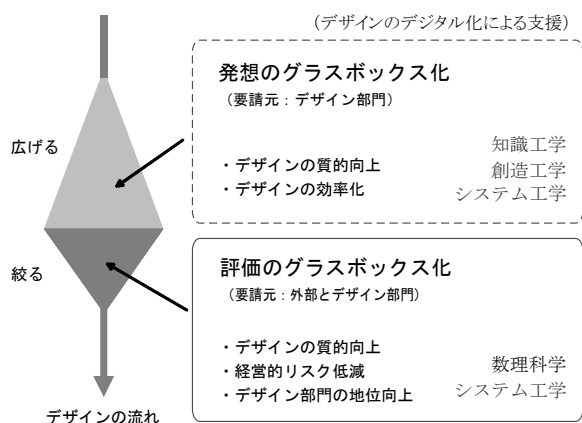 (デザインのデジタル化による支援)
発想のグラスボックス化
(要請元:デザイン部門)
広げる
知識工学
・デザインの質的向上
創造工学
・デザインの効率化
システム工学
評価のグラスボックス化
絞る
(要請元:外部とデザイン部門)
・デザインの質的向上
・経営的リスク低減
数理科学
・デザイン部門の地位向上
システム工学
デザインの流れ